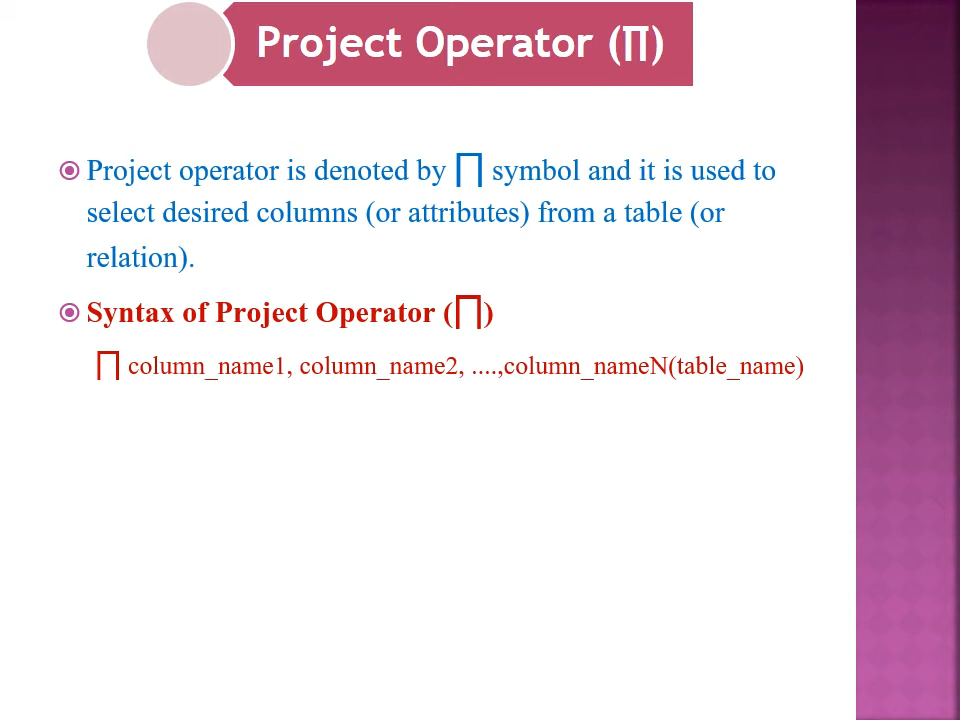 Project Operator (∏)
Project operator is denoted by ∏ symbol and it is used to
select desired columns (or attributes) from a table (or
relation).
Syntax of Project Operator (∏)
∏ column_name1, column_name2, ....,column_nameN(table_name)